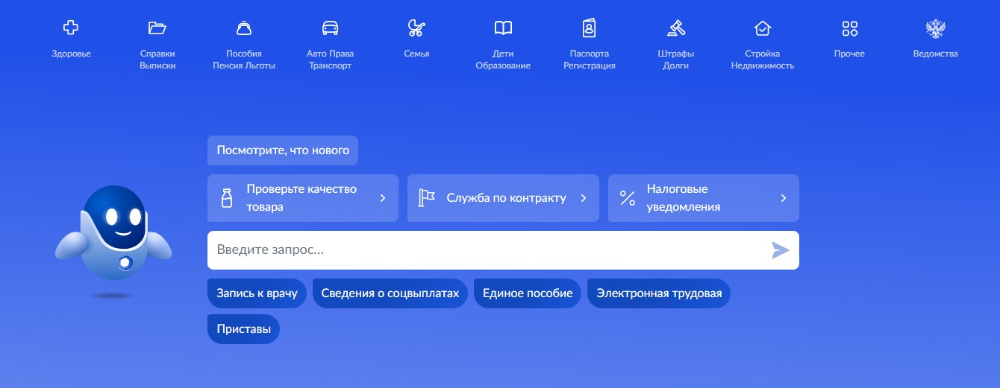 Здоровье
Справки
Выписки
Пособия
Пенсия Льготы
Авто Права
Транспорт
Семья
Дети
Образование
Паспорта
Регистрация
Штрафы
Долги
Стройка
Недвижимость
Прочее
Ведомства
Посмотрите, что нового
Проверьте качество
товара
Служба по контракту
Налоговые
уведомления
Введите запрос...
Запись к врачу
Сведения о соцвыплатах
Единое пособие
Электронная трудовая
Приставы